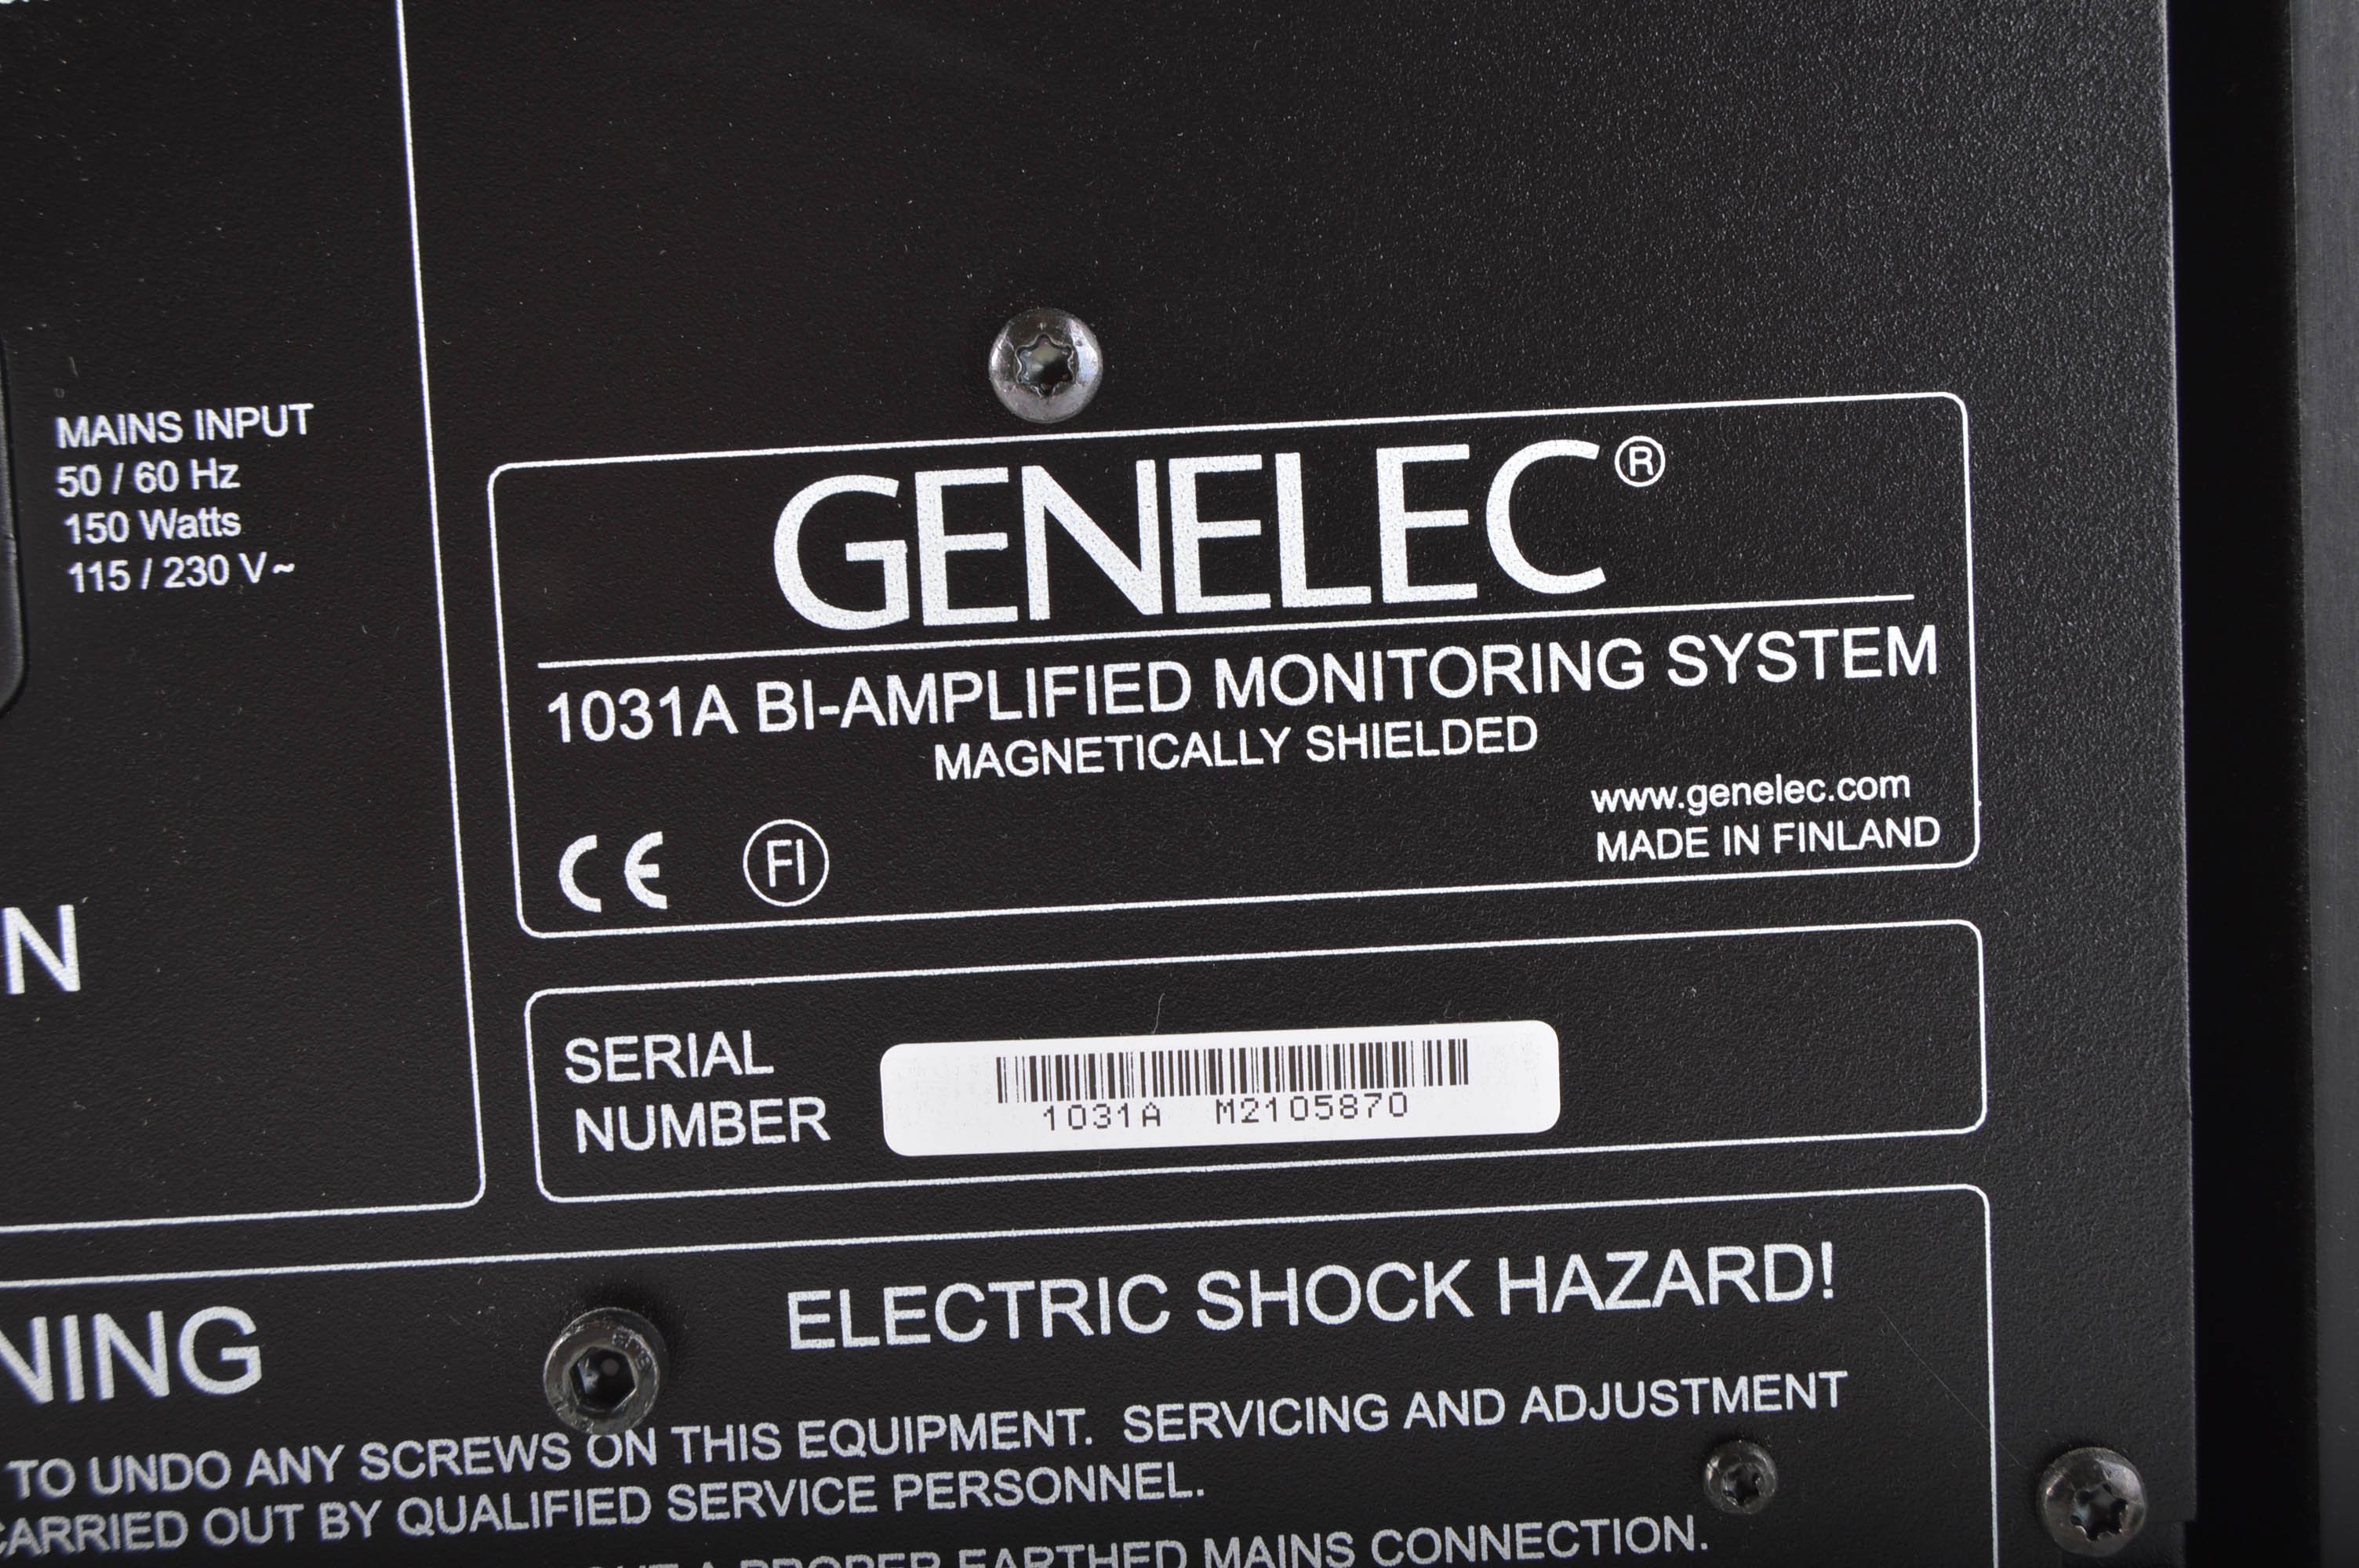 MAINS INPUT
50 / 60 Hz
150 Watts
115 / 230 V~
N
GENELEC®
1031A BI-AMPLIFIED MONITORING SYSTEM
MAGNETICALLY SHIELDED
www.genelec.com
MADE IN FINLAND
CE FI
SERIAL
NUMBER
1031A M2105870
NING
ELECTRIC SHOCK HAZARD!
TO UNDO ANY SCREWS ON THIS EQUIPMENT. SERVICING AND ADJUSTMENT
CARRIED OUT BY QUALIFIED SERVICE PERSONNEL.
A PROPER EARTHED MAINS CONNECTION.